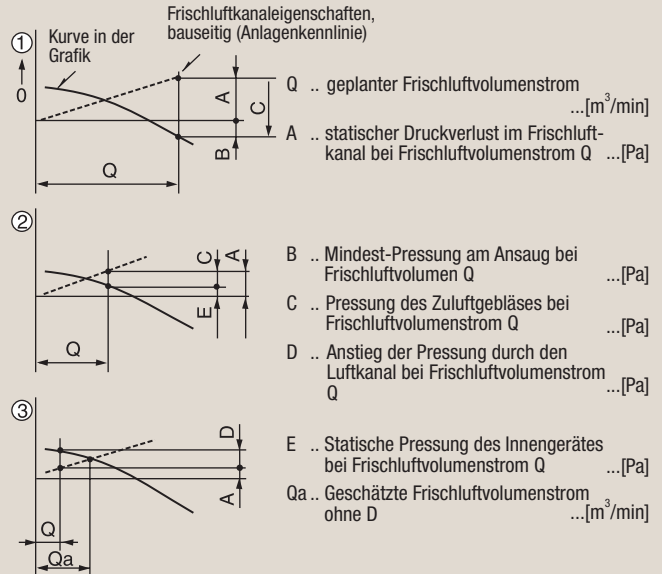 Frischluftkanaleigenschaften,
bauseitig (Anlagenkennlinie)
① Kurve in der
Grafik
0
A
C
B
Q
Q .. geplanter Frischluftvolumenstrom
...[m³/min]
A .. statischer Druckverlust im Frischluft-
kanal bei Frischluftvolumenstrom Q ...[Pa]
②
C
A
E
Q
B .. Mindest-Pressung am Ansaug bei
Frischluftvolumen Q ...[Pa]
C .. Pressung des Zuluftgebläses bei
Frischluftvolumenstrom Q ...[Pa]
D .. Anstieg der Pressung durch den
Luftkanal bei Frischluftvolumenstrom
Q ...[Pa]
③
D
A
Q
Qa
E .. Statische Pressung des Innengerätes
bei Frischluftvolumenstrom Q ...[Pa]
Qa .. Geschätzte Frischluftvolumenstrom
ohne D ...[m³/min]